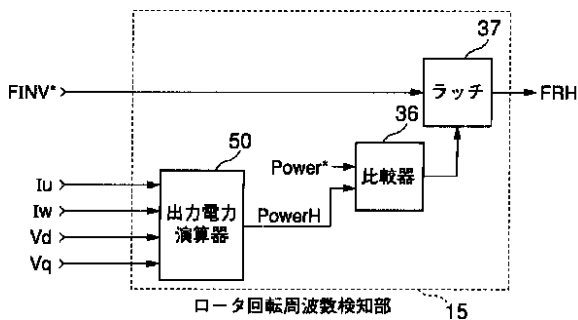 37
FINV*
ラッチ
FRH
36
50
Power*
比較器
Iu
Iw
Vd
Vq
出力電力
演算器
PowerH
ロータ回転周波数検知部
15